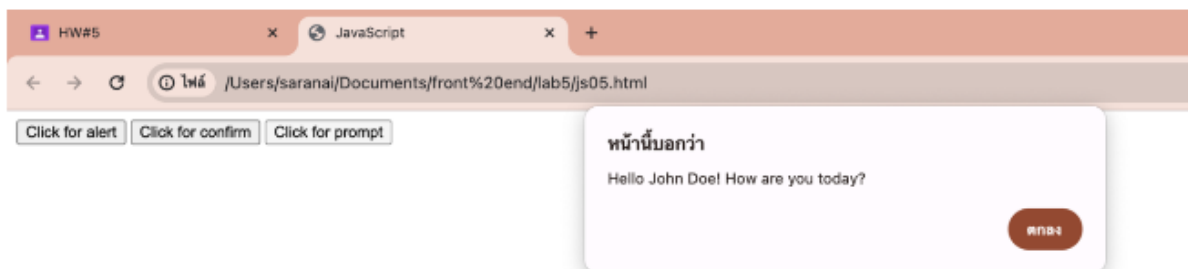 HW#5
JavaScript
ไฟล์ /Users/saranai/Documents/front%20end/lab5/js05.html
Click for alert Click for confirm Click for prompt
หน้านี้บอกว่า
Hello John Doe! How are you today?
ตกลง